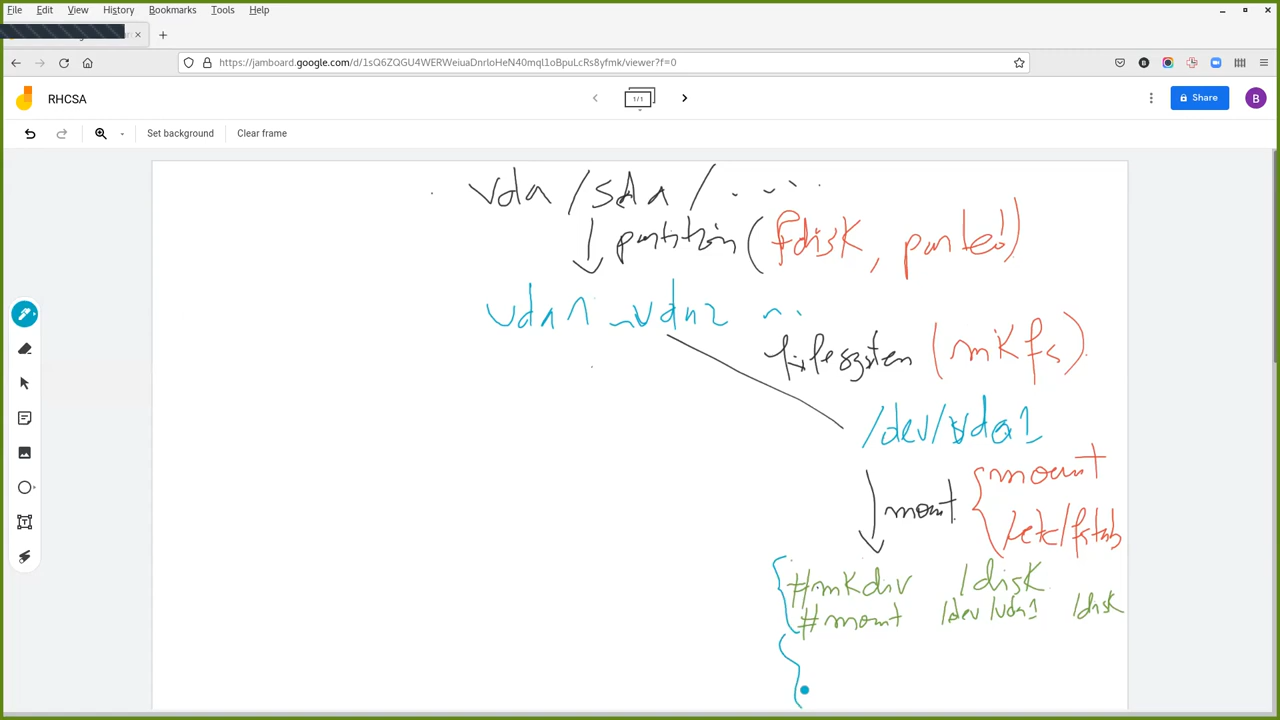 File Edit View History Bookmarks Tools Help
https://jamboard.google.com/d/1sQ6ZQGU4WERWeiuaDnrloHeN40mql1oBpuLcRs8yfmk/viewer?f=0
RHCSA
1/1
Share
B
Set background Clear frame
vda /sda / ....
partition (fdisk, parted)
vda1 vda2 ...
filesystem (mkfs)
/dev/vda1
mount
mount
/etc/fstab
#mkdir /disk
#mount /dev/vda1 /disk